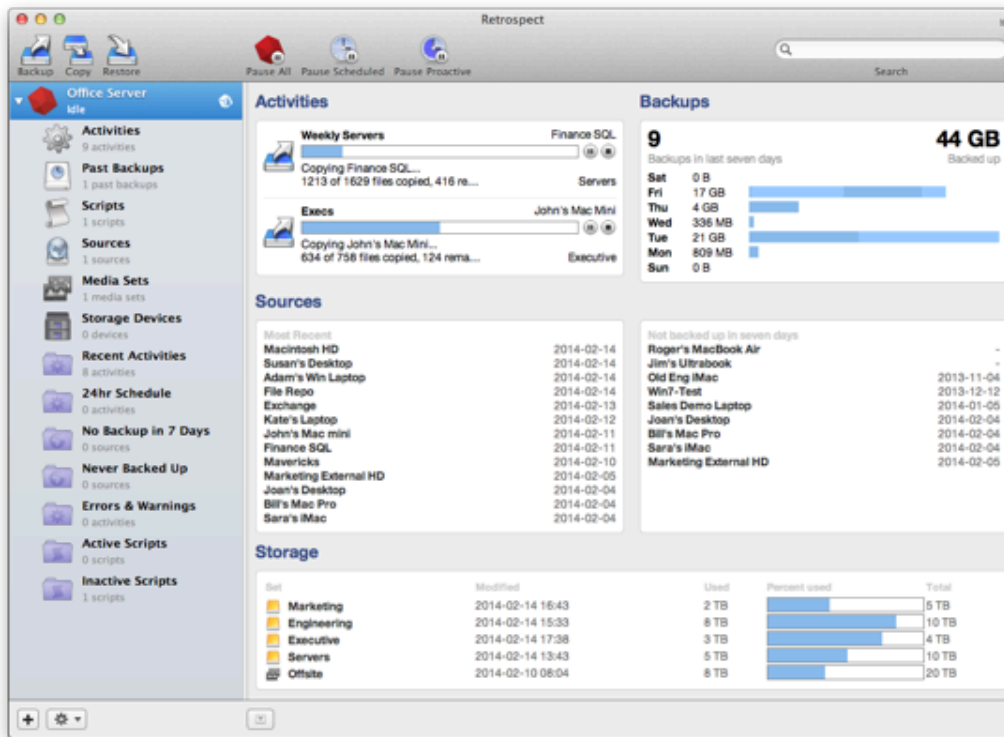 Retrospect
Backup Copy Restore Pause All Pause Scheduled Pause Proactive Search
Office Server
Idle
Activities
9 activities
Past Backups
1 past backups
Scripts
1 scripts
Sources
1 sources
Media Sets
1 media sets
Storage Devices
0 devices
Recent Activities
8 activities
24hr Schedule
0 activities
No Backup in 7 Days
0 sources
Never Backed Up
0 sources
Errors & Warnings
0 activities
Active Scripts
0 scripts
Inactive Scripts
1 scripts
Activities
Weekly Servers Finance SQL
Copying Finance SQL...
1213 of 1629 files copied, 416 re.... Servers
Execs John's Mac Mini
Copying John's Mac Mini...
634 of 758 files copied, 124 rema.... Executive
Backups
9 44 GB
Backups in last seven days Backed up
Sat 0 B
Fri 17 GB
Thu 4 GB
Wed 336 MB
Tue 21 GB
Mon 809 MB
Sun 0 B
Sources
Most Recent
Macintosh HD 2014-02-14
Susan's Desktop 2014-02-14
Adam's Win Laptop 2014-02-14
File Repo 2014-02-14
Exchange 2014-02-13
Kate's Laptop 2014-02-12
John's Mac mini 2014-02-11
Finance SQL 2014-02-11
Mavericks 2014-02-10
Marketing External HD 2014-02-05
Joan's Desktop 2014-02-04
Bill's Mac Pro 2014-02-04
Sara's iMac 2014-02-04
Not backed up in seven days
Roger's MacBook Air -
Jim's Ultrabook -
Old Eng iMac 2013-11-04
Win7-Test 2013-12-12
Sales Demo Laptop 2014-01-05
Joan's Desktop 2014-02-04
Bill's Mac Pro 2014-02-04
Sara's iMac 2014-02-04
Marketing External HD 2014-02-05
Storage
Set Modified Used Percent used Total
Marketing 2014-02-14 16:43 2 TB 5 TB
Engineering 2014-02-14 15:33 8 TB 10 TB
Executive 2014-02-14 17:38 3 TB 4 TB
Servers 2014-02-14 13:43 5 TB 10 TB
Offsite 2014-02-10 08:04 8 TB 20 TB